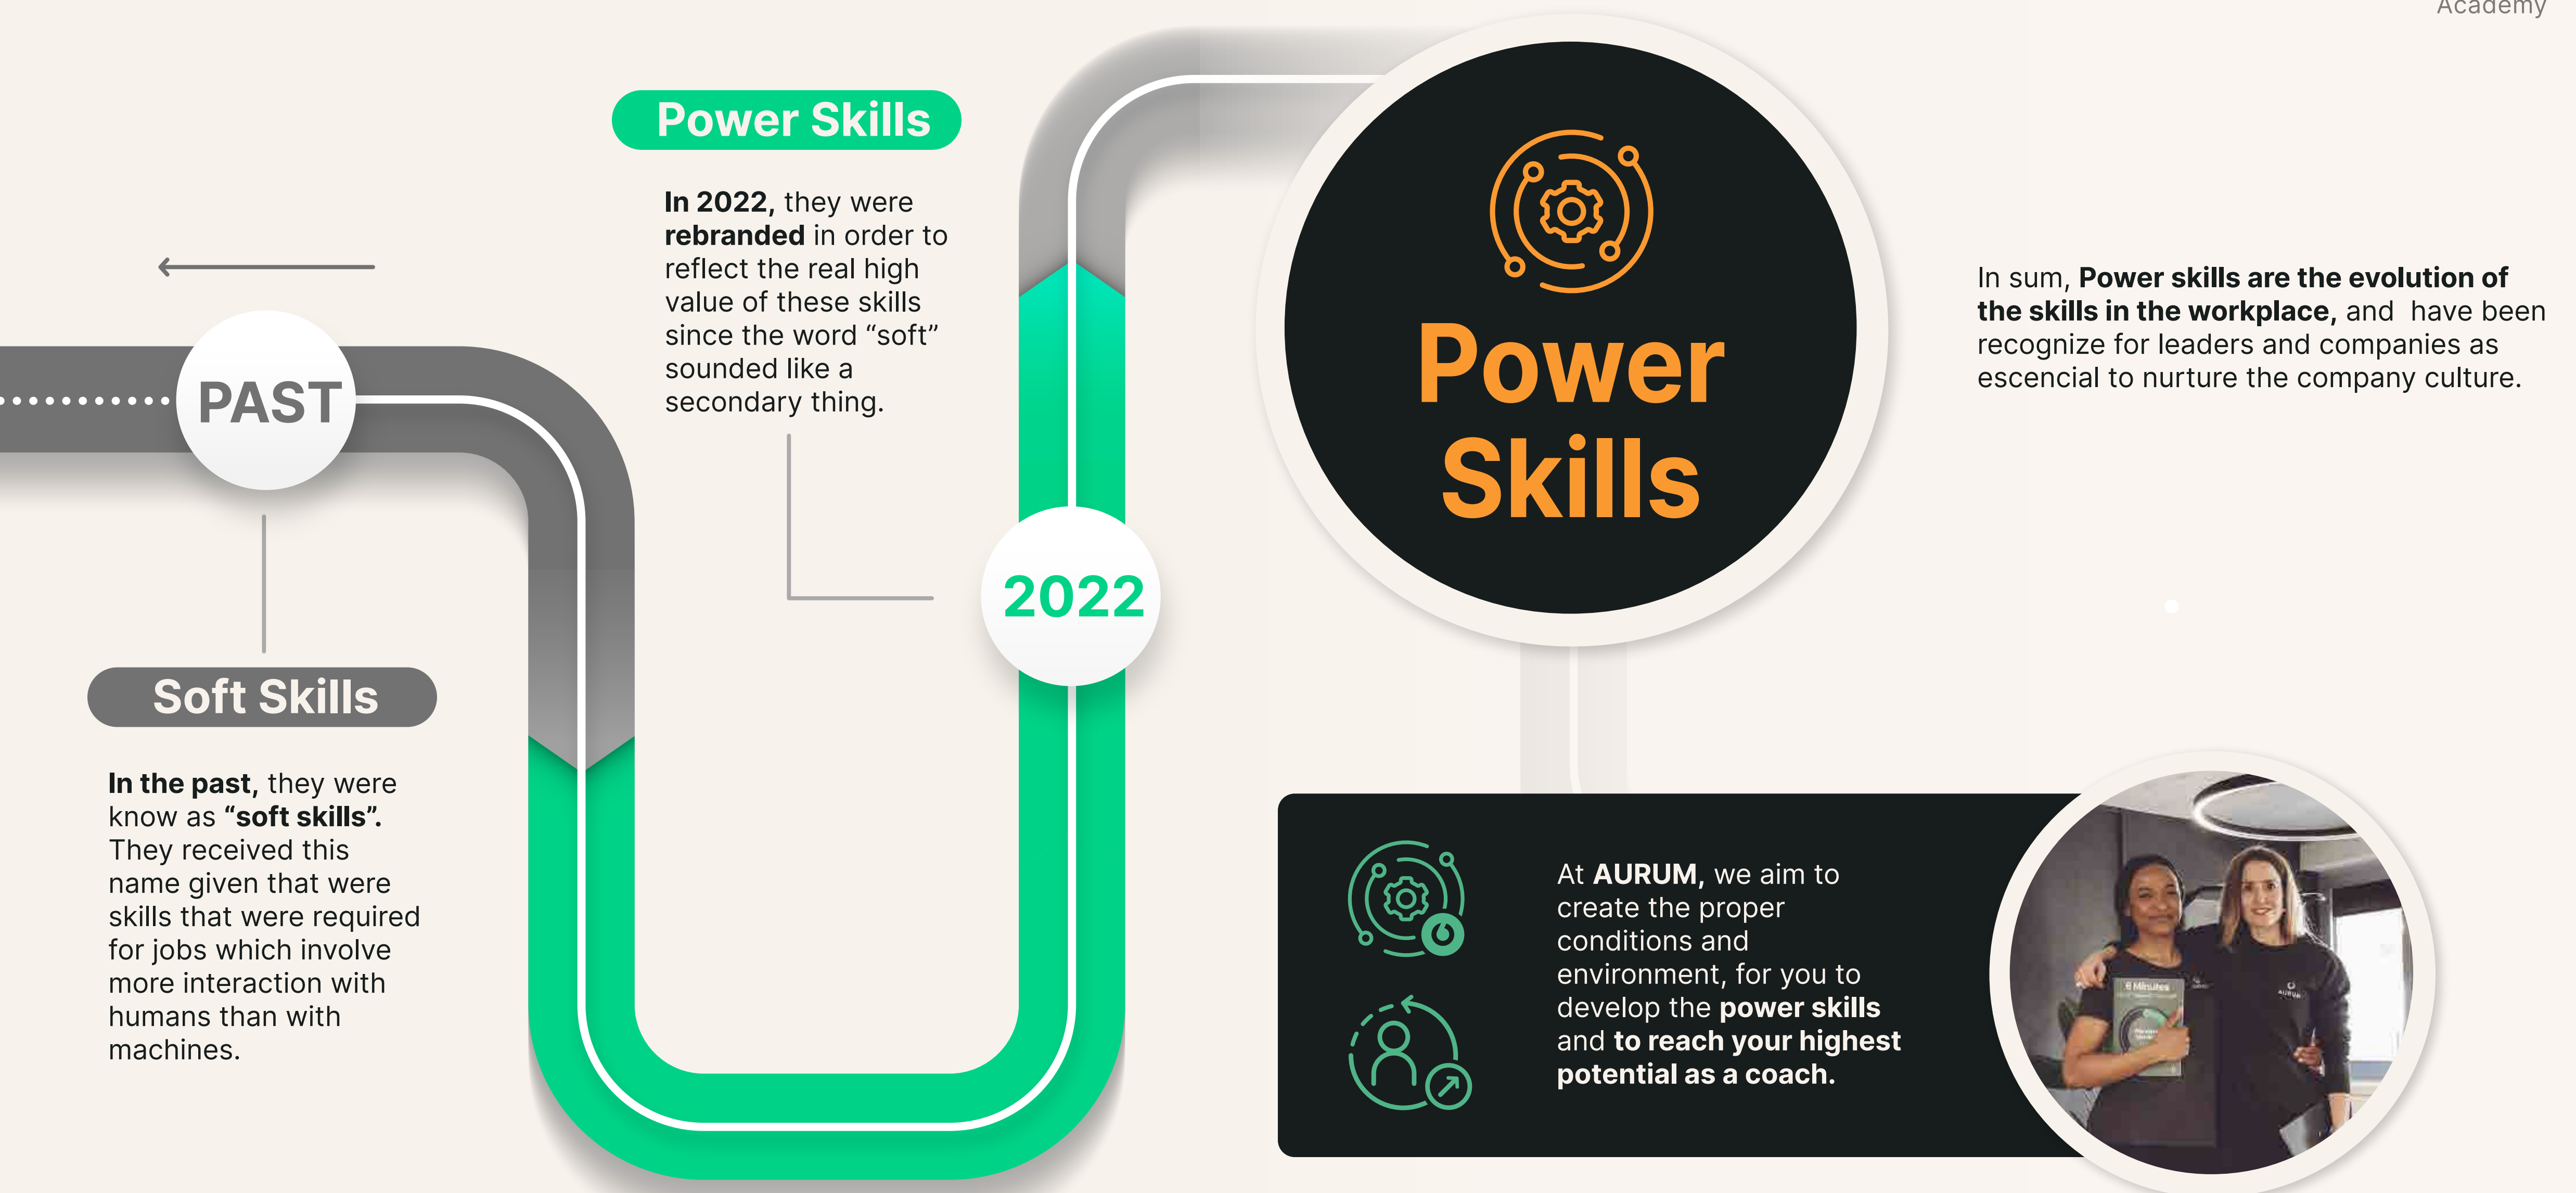 Academy
Power Skills
In 2022, they were
rebranded in order to
reflect the real high
value of these skills
since the word “soft”
sounded like a
secondary thing.
PAST
Soft Skills
In the past, they were
know as “soft skills”.
They received this
name given that were
skills that were required
for jobs which involve
more interaction with
humans than with
machines.
2022
Power
Skills
In sum, Power skills are the evolution of
the skills in the workplace, and  have been
recognize for leaders and companies as
escencial to nurture the company culture.
At AURUM, we aim to
create the proper
conditions and
environment, for you to
develop the power skills
and to reach your highest
potential as a coach.
6 Minutes
AURUM